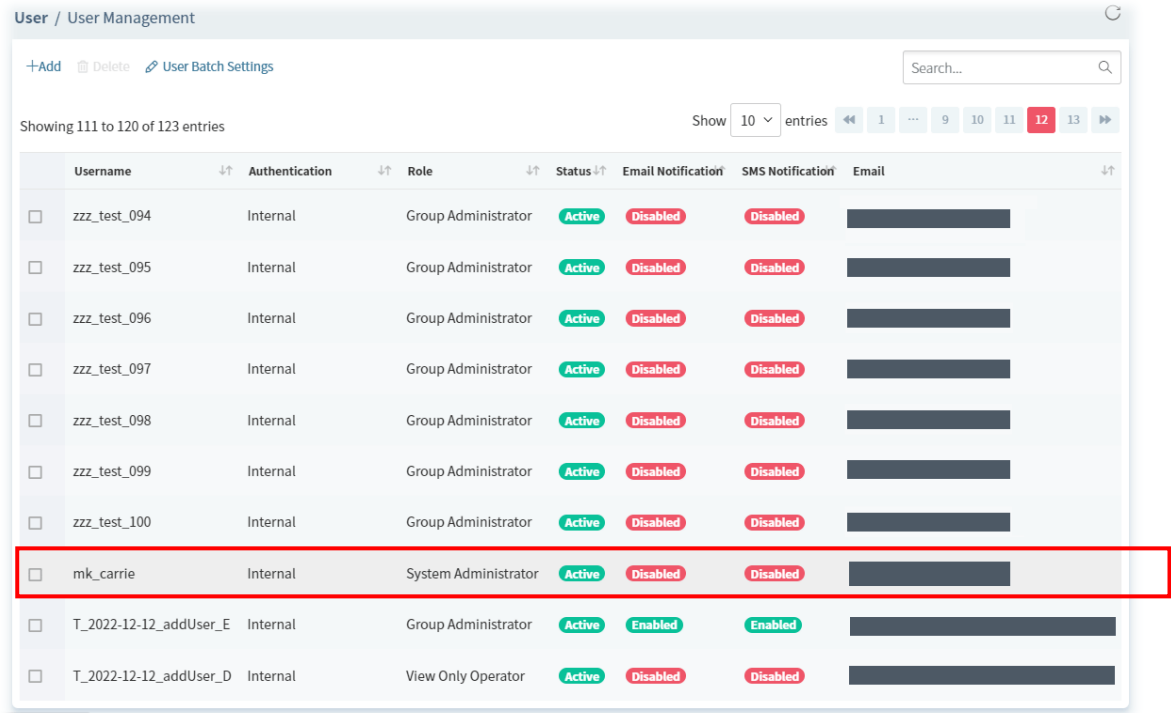 User / User Management
+Add Delete User Batch Settings Search...
Showing 111 to 120 of 123 entries Show 10 entries 1 ... 9 10 11 12 13
Username Authentication Role Status Email Notification SMS Notification Email
zzz_test_094 Internal Group Administrator Active Disabled Disabled
zzz_test_095 Internal Group Administrator Active Disabled Disabled
zzz_test_096 Internal Group Administrator Active Disabled Disabled
zzz_test_097 Internal Group Administrator Active Disabled Disabled
zzz_test_098 Internal Group Administrator Active Disabled Disabled
zzz_test_099 Internal Group Administrator Active Disabled Disabled
zzz_test_100 Internal Group Administrator Active Disabled Disabled
mk_carrie Internal System Administrator Active Disabled Disabled
T_2022-12-12_addUser_E Internal Group Administrator Active Enabled Enabled
T_2022-12-12_addUser_D Internal View Only Operator Active Disabled Disabled